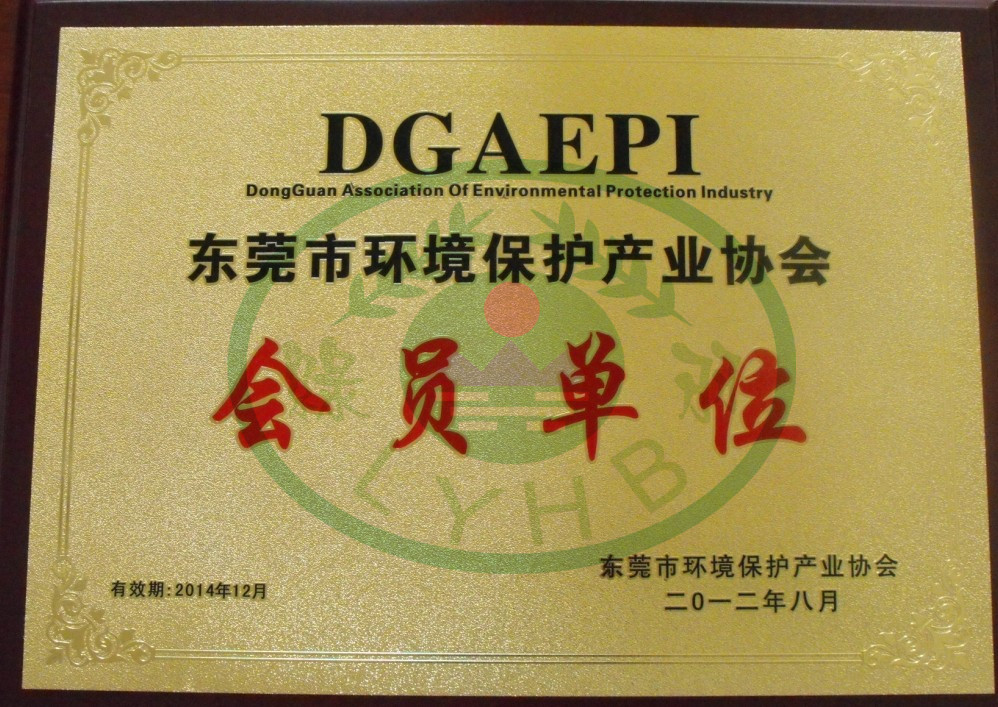 DGAEPI
DongGuan Association Of Environmental Protection Industry
东莞市环境保护产业协会
会员单位
LYHB
东莞市环境保护产业协会
有效期:2014年12月
二0一二年八月